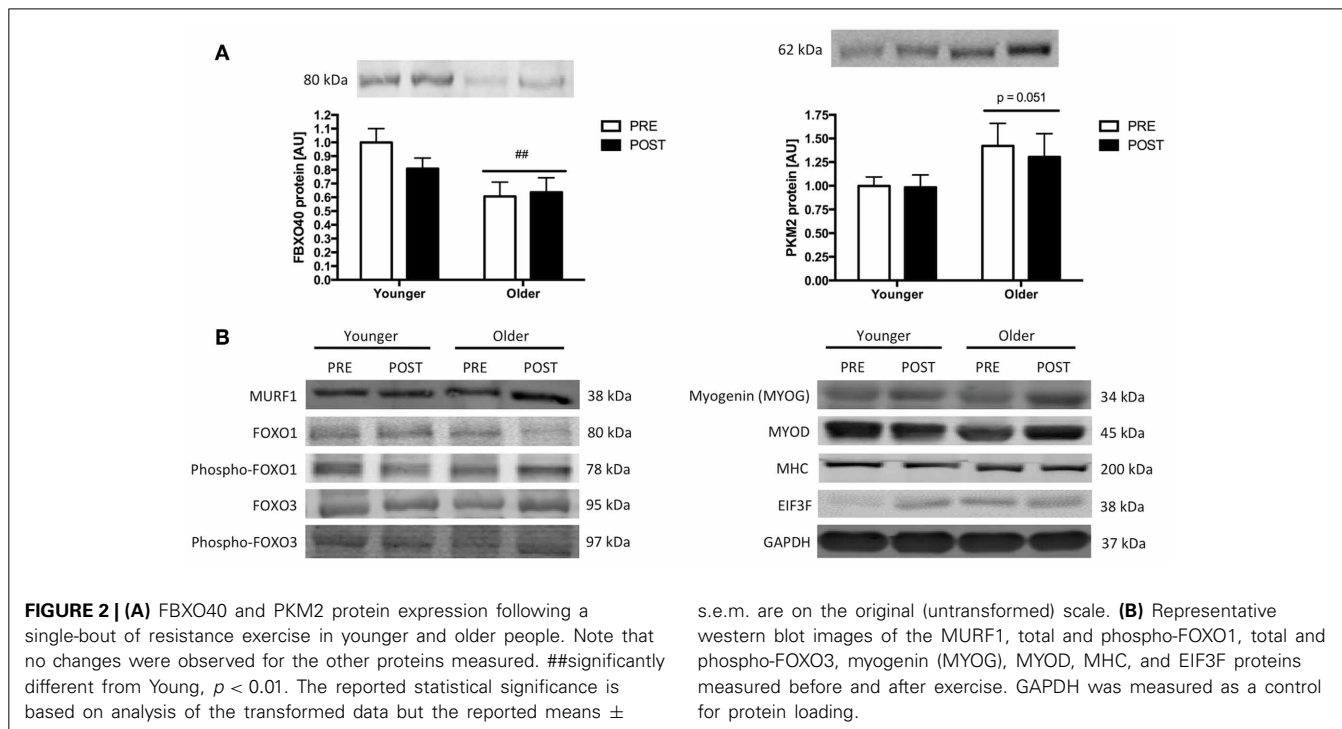 A
80 kDa
1.2
1.1
1.0
0.9
0.8
0.7
0.6
0.5
0.4
0.3
0.2
0.1
0.0
FBXO40 protein [AU]
##
PRE
POST
Younger
Older
62 kDa
p = 0.051
1.75
1.50
1.25
1.00
0.75
0.50
0.25
0.00
PKM2 protein [AU]
PRE
POST
Younger
Older
B
Younger
Older
PRE
POST
PRE
POST
MURF1
38 kDa
FOXO1
80 kDa
Phospho-FOXO1
78 kDa
FOXO3
95 kDa
Phospho-FOXO3
97 kDa
Younger
Older
PRE
POST
PRE
POST
Myogenin (MYOG)
34 kDa
MYOD
45 kDa
MHC
200 kDa
EIF3F
38 kDa
GAPDH
37 kDa
FIGURE 2 | (A) FBXO40 and PKM2 protein expression following a
single-bout of resistance exercise in younger and older people. Note that
no changes were observed for the other proteins measured. ##significantly
different from Young, p < 0.01. The reported statistical significance is
based on analysis of the transformed data but the reported means ±
s.e.m. are on the original (untransformed) scale. (B) Representative
western blot images of the MURF1, total and phospho-FOXO1, total and
phospho-FOXO3, myogenin (MYOG), MYOD, MHC, and EIF3F proteins
measured before and after exercise. GAPDH was measured as a control
for protein loading.